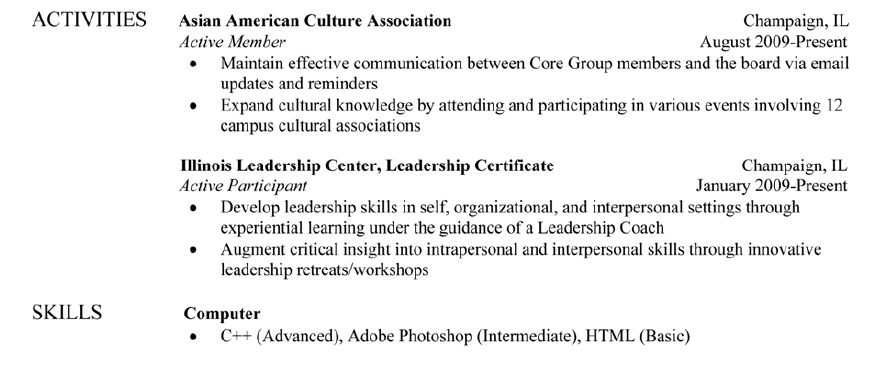 ACTIVITIES Asian American Culture Association Champaign, IL
Active Member August 2009-Present
• Maintain effective communication between Core Group members and the board via email
updates and reminders
• Expand cultural knowledge by attending and participating in various events involving 12
campus cultural associations
Illinois Leadership Center, Leadership Certificate Champaign, IL
Active Participant January 2009-Present
• Develop leadership skills in self, organizational, and interpersonal settings through
experiential learning under the guidance of a Leadership Coach
• Augment critical insight into intrapersonal and interpersonal skills through innovative
leadership retreats/workshops
SKILLS Computer
• C++ (Advanced), Adobe Photoshop (Intermediate), HTML (Basic)